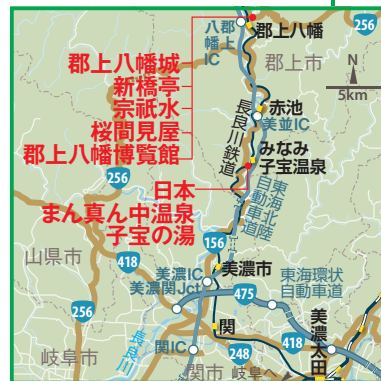 256
八郡
幡上
IC
郡上八幡
郡上市
N
5km
郡上八幡城
新橋亭
宗祇水
桜間見屋
郡上八幡博覧館
長良川鉄道
赤池
美並IC
みなみ
子宝温泉
256
日本
まん真ん中温泉
子宝の湯
東海北陸
自動車道
156
山県市
418
美濃市
美濃IC
美濃関Jct
東海環状
自動車道
475
256
長良川
関
美濃太田
関IC
248
418
岐阜市
関市
岐阜へ